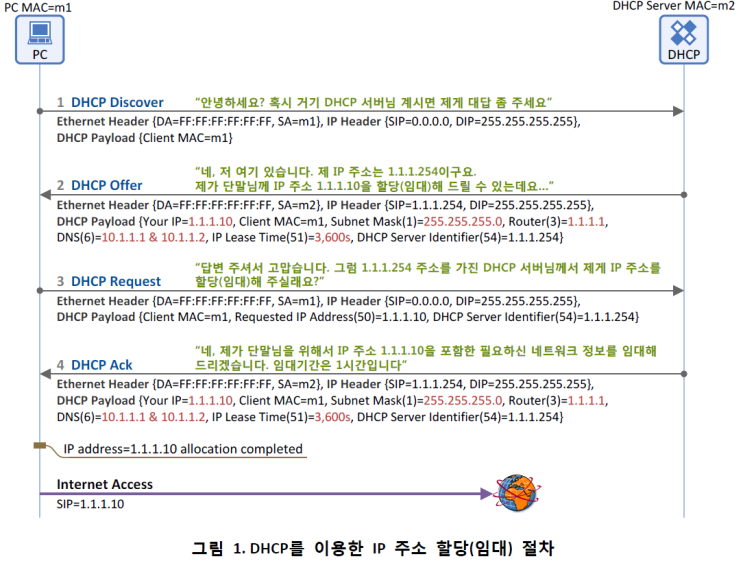 PC MAC=m1
DHCP Server MAC=m2
PC
DHCP
1 DHCP Discover
“안녕하세요? 혹시 거기 DHCP 서버님 계시면 제게 대답 좀 주세요”
Ethernet Header {DA=FF:FF:FF:FF:FF:FF, SA=m1}, IP Header {SIP=0.0.0.0, DIP=255.255.255.255},
DHCP Payload {Client MAC=m1}
“네, 저 여기 있습니다. 제 IP 주소는 1.1.1.254이구요.
2 DHCP Offer
제가 단말님께 IP 주소 1.1.1.10을 할당(임대)해 드릴 수 있는데요...”
Ethernet Header {DA=FF:FF:FF:FF:FF:FF, SA=m2}, IP Header {SIP=1.1.1.254, DIP=255.255.255.255},
DHCP Payload {Your IP=1.1.1.10, Client MAC=m1, Subnet Mask(1)=255.255.255.0, Router(3)=1.1.1.1,
DNS(6)=10.1.1.1 & 10.1.1.2, IP Lease Time(51)=3,600s, DHCP Server Identifier(54)=1.1.1.254}
“답변 주셔서 고맙습니다. 그럼 1.1.1.254 주소를 가진 DHCP 서버님께서 제게 IP 주소를
3 DHCP Request
할당(임대)해 주실래요?”
Ethernet Header {DA=FF:FF:FF:FF:FF:FF, SA=m1}, IP Header {SIP=0.0.0.0, DIP=255.255.255.255},
DHCP Payload {Client MAC=m1, Requested IP Address(50)=1.1.1.10, DHCP Server Identifier(54)=1.1.1.254}
“네, 제가 단말님을 위해서 IP 주소 1.1.1.10을 포함한 필요하신 네트워크 정보를 임대해
4 DHCP Ack
드리겠습니다. 임대기간은 1시간입니다”
Ethernet Header {DA=FF:FF:FF:FF:FF:FF, SA=m2}, IP Header {SIP=1.1.1.254, DIP=255.255.255.255},
DHCP Payload {Your IP=1.1.1.10, Client MAC=m1, Subnet Mask(1)=255.255.255.0, Router(3)=1.1.1.1,
DNS(6)=10.1.1.1 & 10.1.1.2, IP Lease Time(51)=3,600s, DHCP Server Identifier(54)=1.1.1.254}
IP address=1.1.1.10 allocation completed
Internet Access
SIP=1.1.1.10
그림 1. DHCP를 이용한 IP 주소 할당(임대) 절차